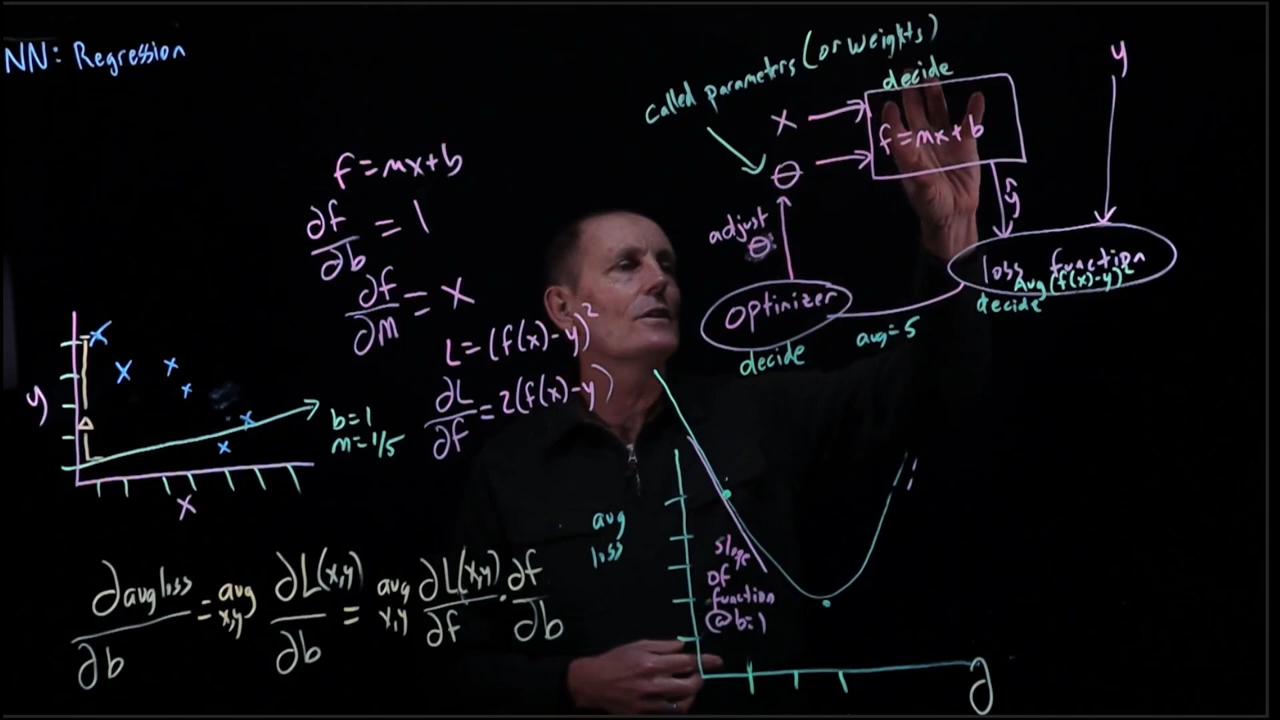 NN: Regression
called parameters (or weights)
decide
y
x
f=mx+b
θ
ŷ
adjust
θ
loss function
Avg(f(x)-y)²
decide
optimizer
avg=5
decide
f=mx+b
∂f/∂b = 1
∂f/∂m = x
L=(f(x)-y)²
∂L/∂f = 2(f(x)-y)
y
x
b=1
m=1/5
avg
loss
slope
of
function
@b=1
∂avgloss/∂b = avg x,y ∂L(x,y)/∂b = avg x,y ∂L(x,y)/∂f · ∂f/∂b